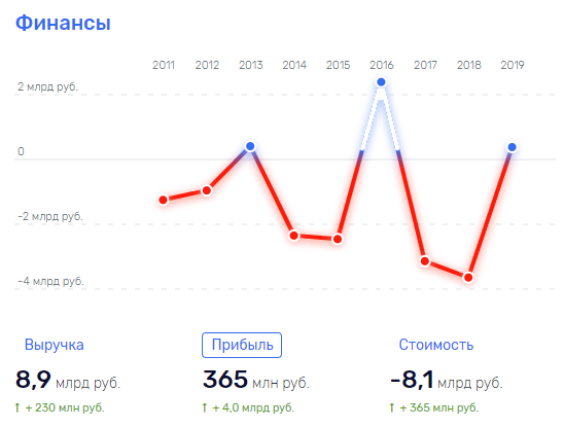 Финансы
2011 2012 2013 2014 2015 2016 2017 2018 2019
2 млрд руб.
0
-2 млрд руб.
-4 млрд руб.
Выручка Прибыль Стоимость
8,9 млрд руб. 365 млн руб. -8,1 млрд руб.
↑ + 230 млн руб. ↑ + 4,0 млрд руб. ↑ + 365 млн руб.